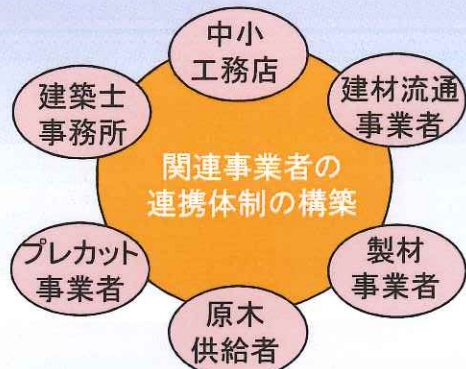 中小
工務店
建築士
事務所
建材流通
事業者
関連事業者の
連携体制の構築
プレカット
事業者
製材
事業者
原木
供給者